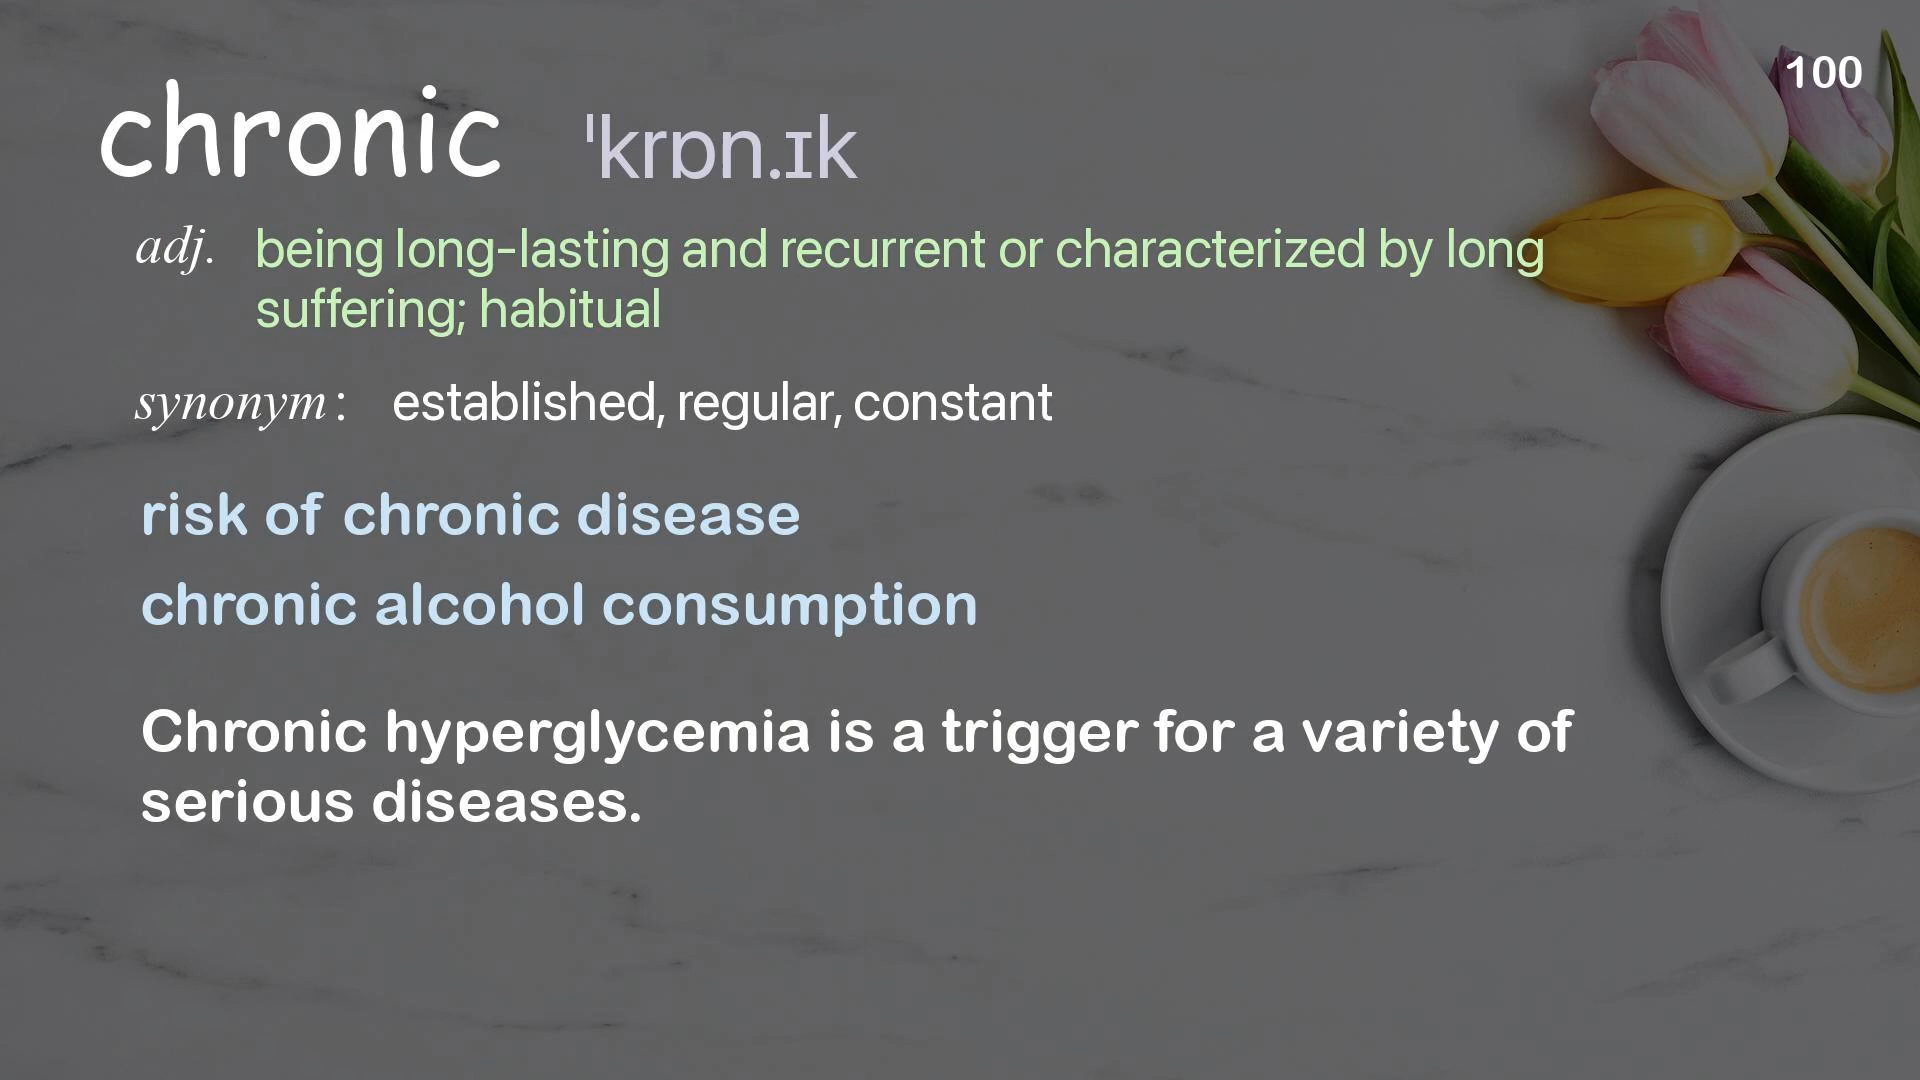 100
chronic ˈkrɒn.ɪk
adj. being long-lasting and recurrent or characterized by long
suffering; habitual
synonym : established, regular, constant
risk of chronic disease
chronic alcohol consumption
Chronic hyperglycemia is a trigger for a variety of
serious diseases.